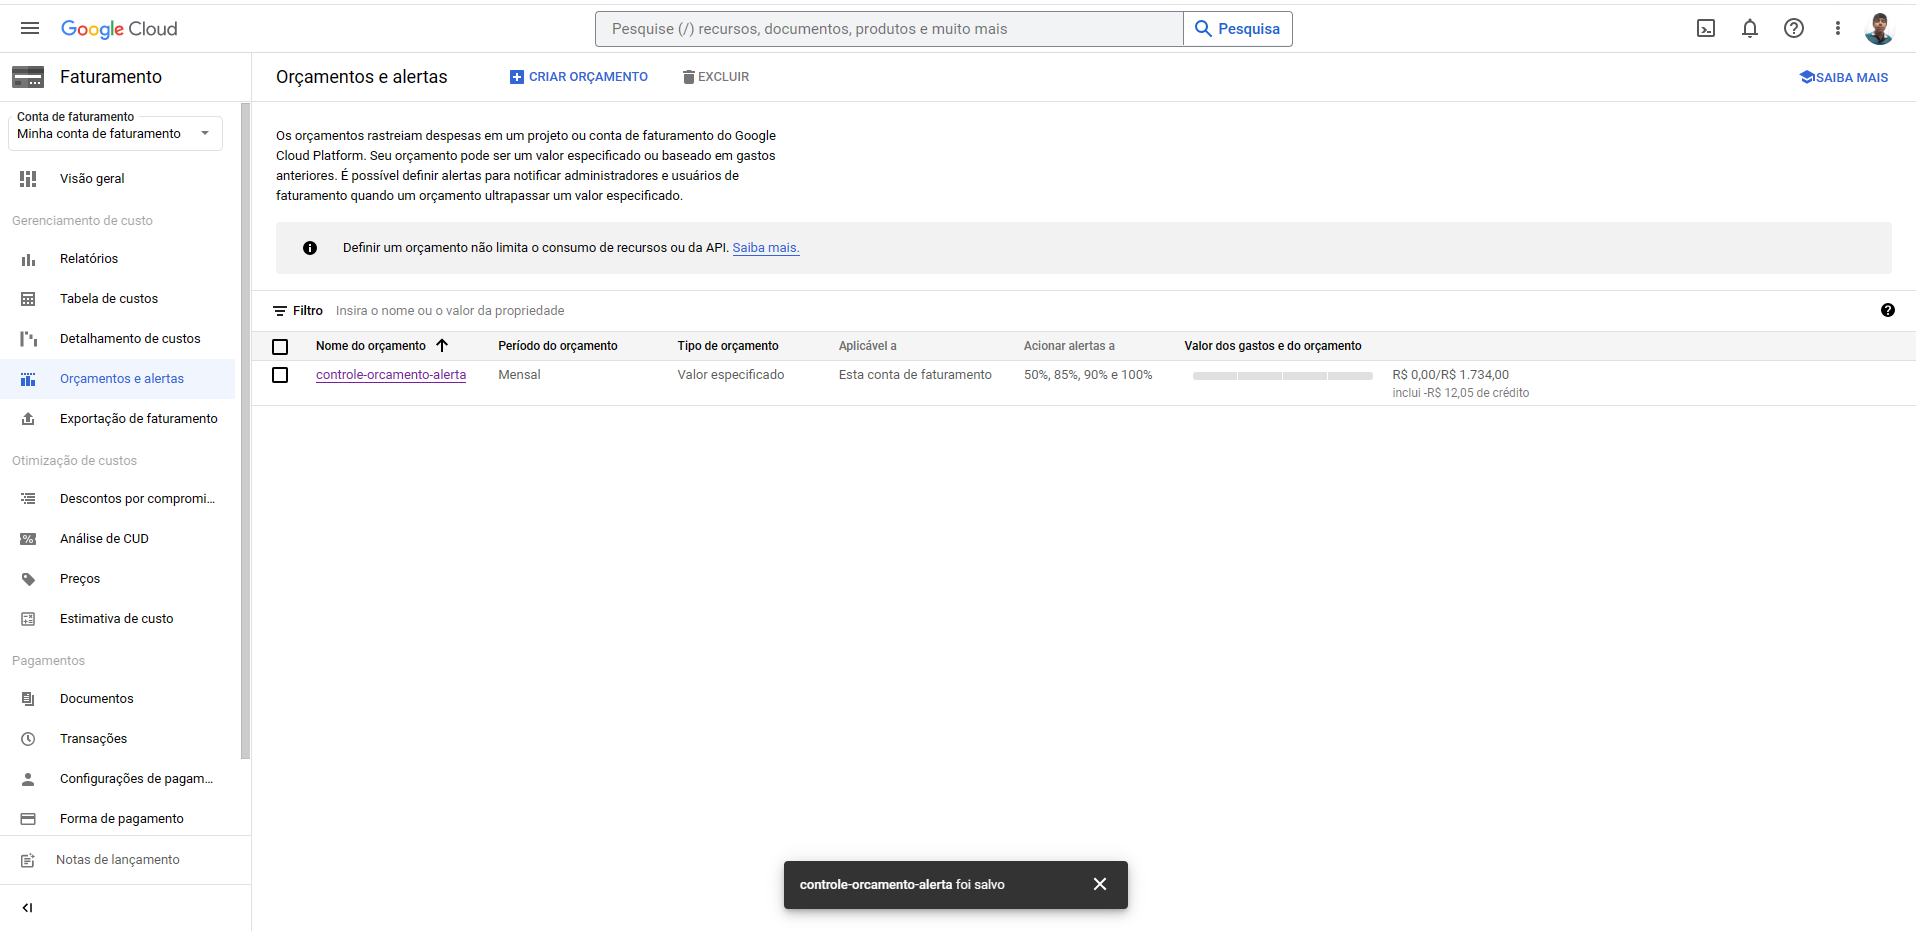 Google Cloud
Pesquise (/) recursos, documentos, produtos e muito mais
Pesquisa
Faturamento
Orçamentos e alertas
CRIAR ORÇAMENTO
EXCLUIR
SAIBA MAIS
Conta de faturamento
Minha conta de faturamento
Visão geral
Gerenciamento de custo
Relatórios
Tabela de custos
Detalhamento de custos
Orçamentos e alertas
Exportação de faturamento
Otimização de custos
Descontos por compromi...
Análise de CUD
Preços
Estimativa de custo
Pagamentos
Documentos
Transações
Configurações de pagam...
Forma de pagamento
Notas de lançamento
Os orçamentos rastreiam despesas em um projeto ou conta de faturamento do Google
Cloud Platform. Seu orçamento pode ser um valor especificado ou baseado em gastos
anteriores. É possível definir alertas para notificar administradores e usuários de
faturamento quando um orçamento ultrapassar um valor especificado.
Definir um orçamento não limita o consumo de recursos ou da API. Saiba mais.
Filtro Insira o nome ou o valor da propriedade
Nome do orçamento Período do orçamento Tipo de orçamento Aplicável a Acionar alertas a Valor dos gastos e do orçamento
controle-orcamento-alerta Mensal Valor especificado Esta conta de faturamento 50%, 85%, 90% e 100% R$ 0,00/R$ 1.734,00
inclui -R$ 12,05 de crédito
controle-orcamento-alerta foi salvo